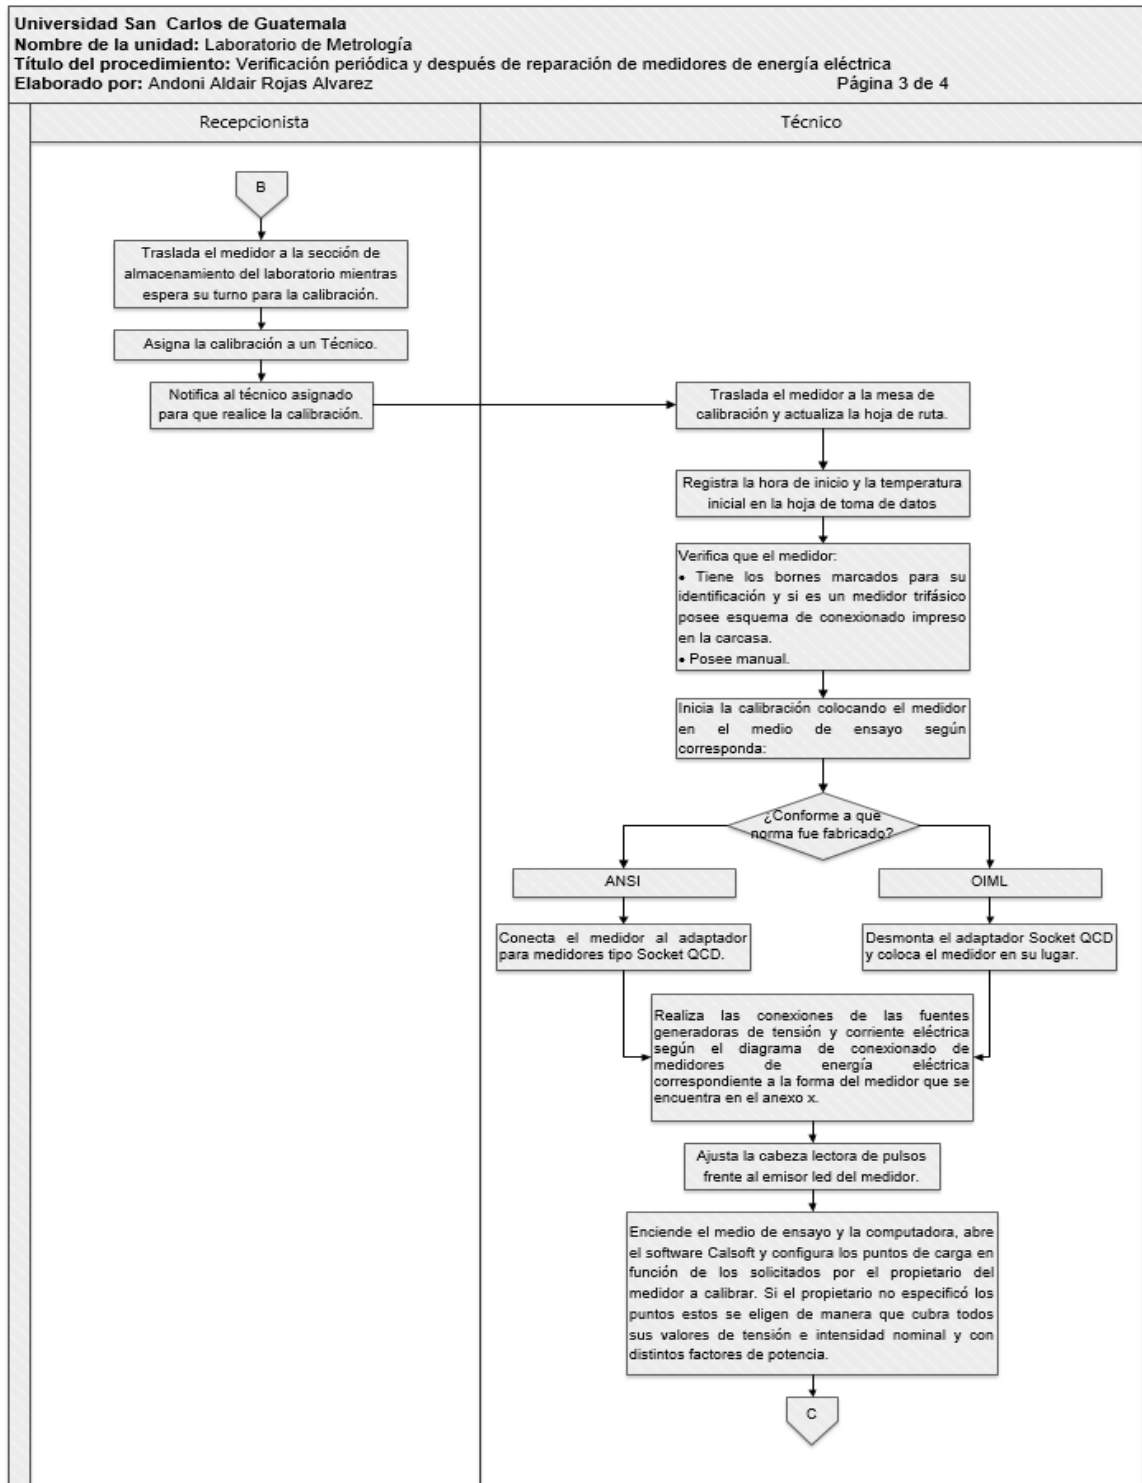 Universidad San Carlos de Guatemala
Nombre de la unidad: Laboratorio de Metrología
Título del procedimiento: Verificación periódica y después de reparación de medidores de energía eléctrica
Elaborado por: Andoni Aldair Rojas Alvarez Página 3 de 4
Recepcionista
Técnico
B
Traslada el medidor a la sección de
almacenamiento del laboratorio mientras
espera su turno para la calibración.
Asigna la calibración a un Técnico.
Notifica al técnico asignado
para que realice la calibración.
Traslada el medidor a la mesa de
calibración y actualiza la hoja de ruta.
Registra la hora de inicio y la temperatura
inicial en la hoja de toma de datos
Verifica que el medidor:
• Tiene los bornes marcados para su
identificación y si es un medidor trifásico
posee esquema de conexionado impreso
en la carcasa.
• Posee manual.
Inicia la calibración colocando el medidor
en el medio de ensayo según
corresponda:
¿Conforme a que
norma fue fabricado?
ANSI
OIML
Conecta el medidor al adaptador
para medidores tipo Socket QCD.
Desmonta el adaptador Socket QCD
y coloca el medidor en su lugar.
Realiza las conexiones de las fuentes
generadoras de tensión y corriente eléctrica
según el diagrama de conexionado de
medidores de energía eléctrica
correspondiente a la forma del medidor que se
encuentra en el anexo x.
Ajusta la cabeza lectora de pulsos
frente al emisor led del medidor.
Enciende el medio de ensayo y la computadora, abre
el software Calsoft y configura los puntos de carga en
función de los solicitados por el propietario del
medidor a calibrar. Si el propietario no especificó los
puntos estos se eligen de manera que cubra todos
sus valores de tensión e intensidad nominal y con
distintos factores de potencia.
C